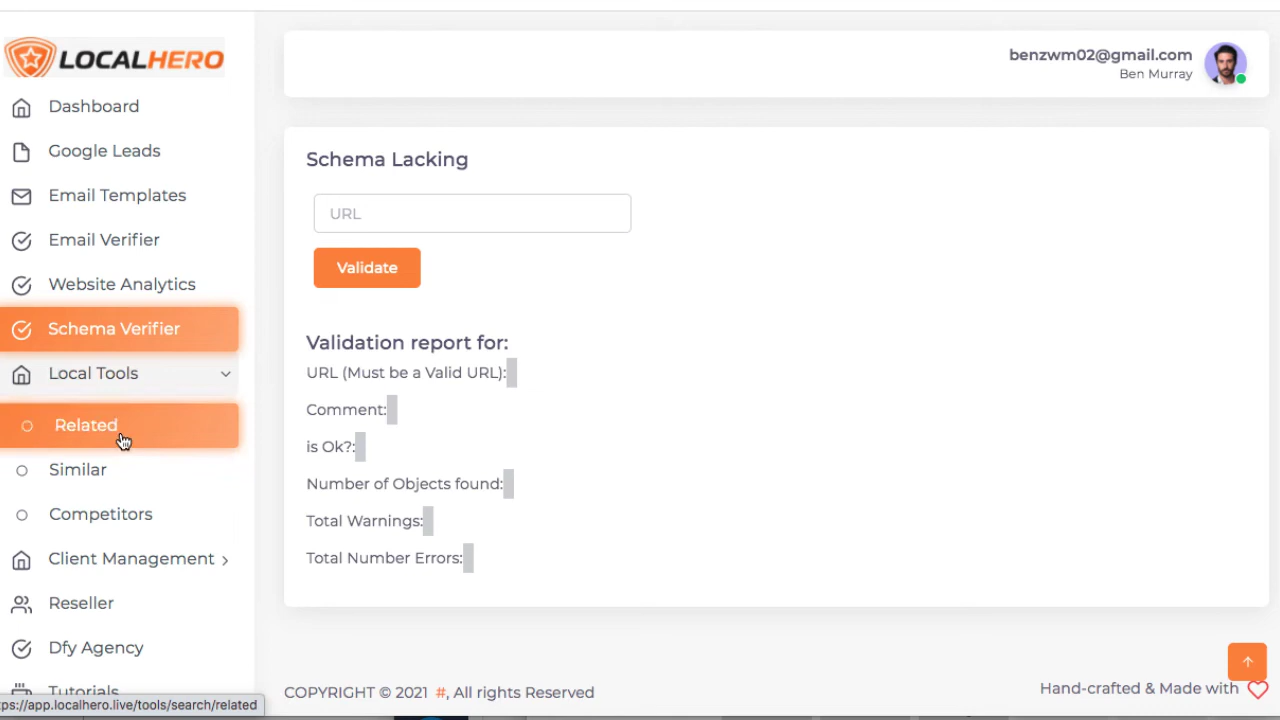 LOCALHERO
Dashboard
Google Leads
Email Templates
Email Verifier
Website Analytics
Schema Verifier
Local Tools
Related
Similar
Competitors
Client Management
Reseller
Dfy Agency
Tutorials
ps://app.localhero.live/tools/search/related
benzwm02@gmail.com
Ben Murray
Schema Lacking
URL
Validate
Validation report for:
URL (Must be a Valid URL):
Comment:
is Ok?:
Number of Objects found:
Total Warnings:
Total Number Errors:
COPYRIGHT © 2021 #, All rights Reserved
Hand-crafted & Made with